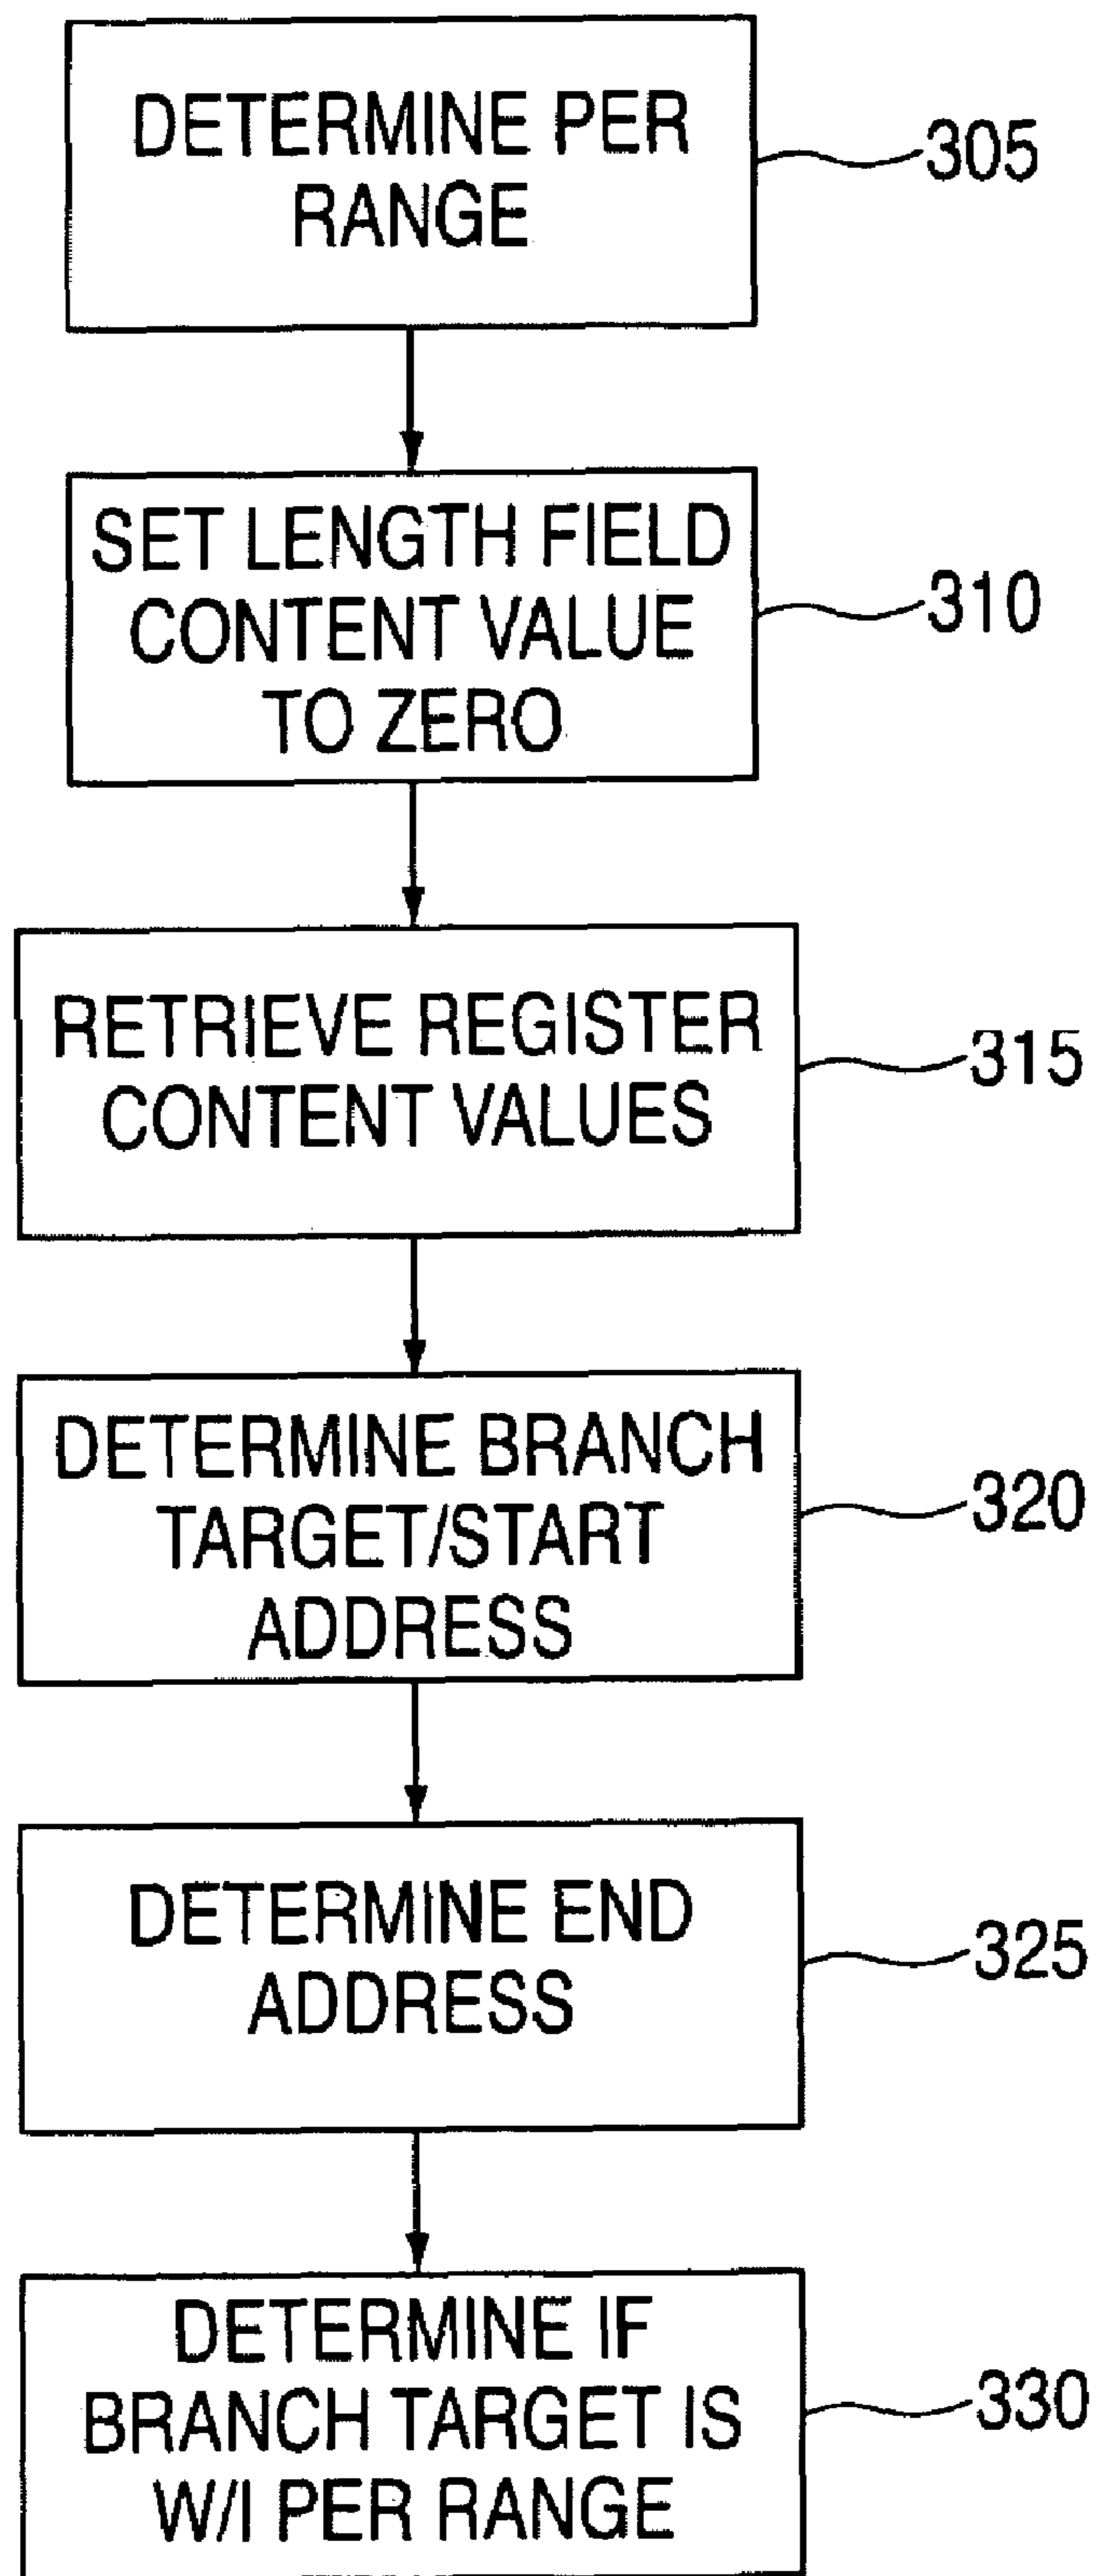 DETERMINE PER
RANGE
305
SET LENGTH FIELD
CONTENT VALUE
TO ZERO
310
RETRIEVE REGISTER
CONTENT VALUES
315
DETERMINE BRANCH
TARGET/START
ADDRESS
320
DETERMINE END
ADDRESS
325
DETERMINE IF
BRANCH TARGET IS
W/I PER RANGE
330